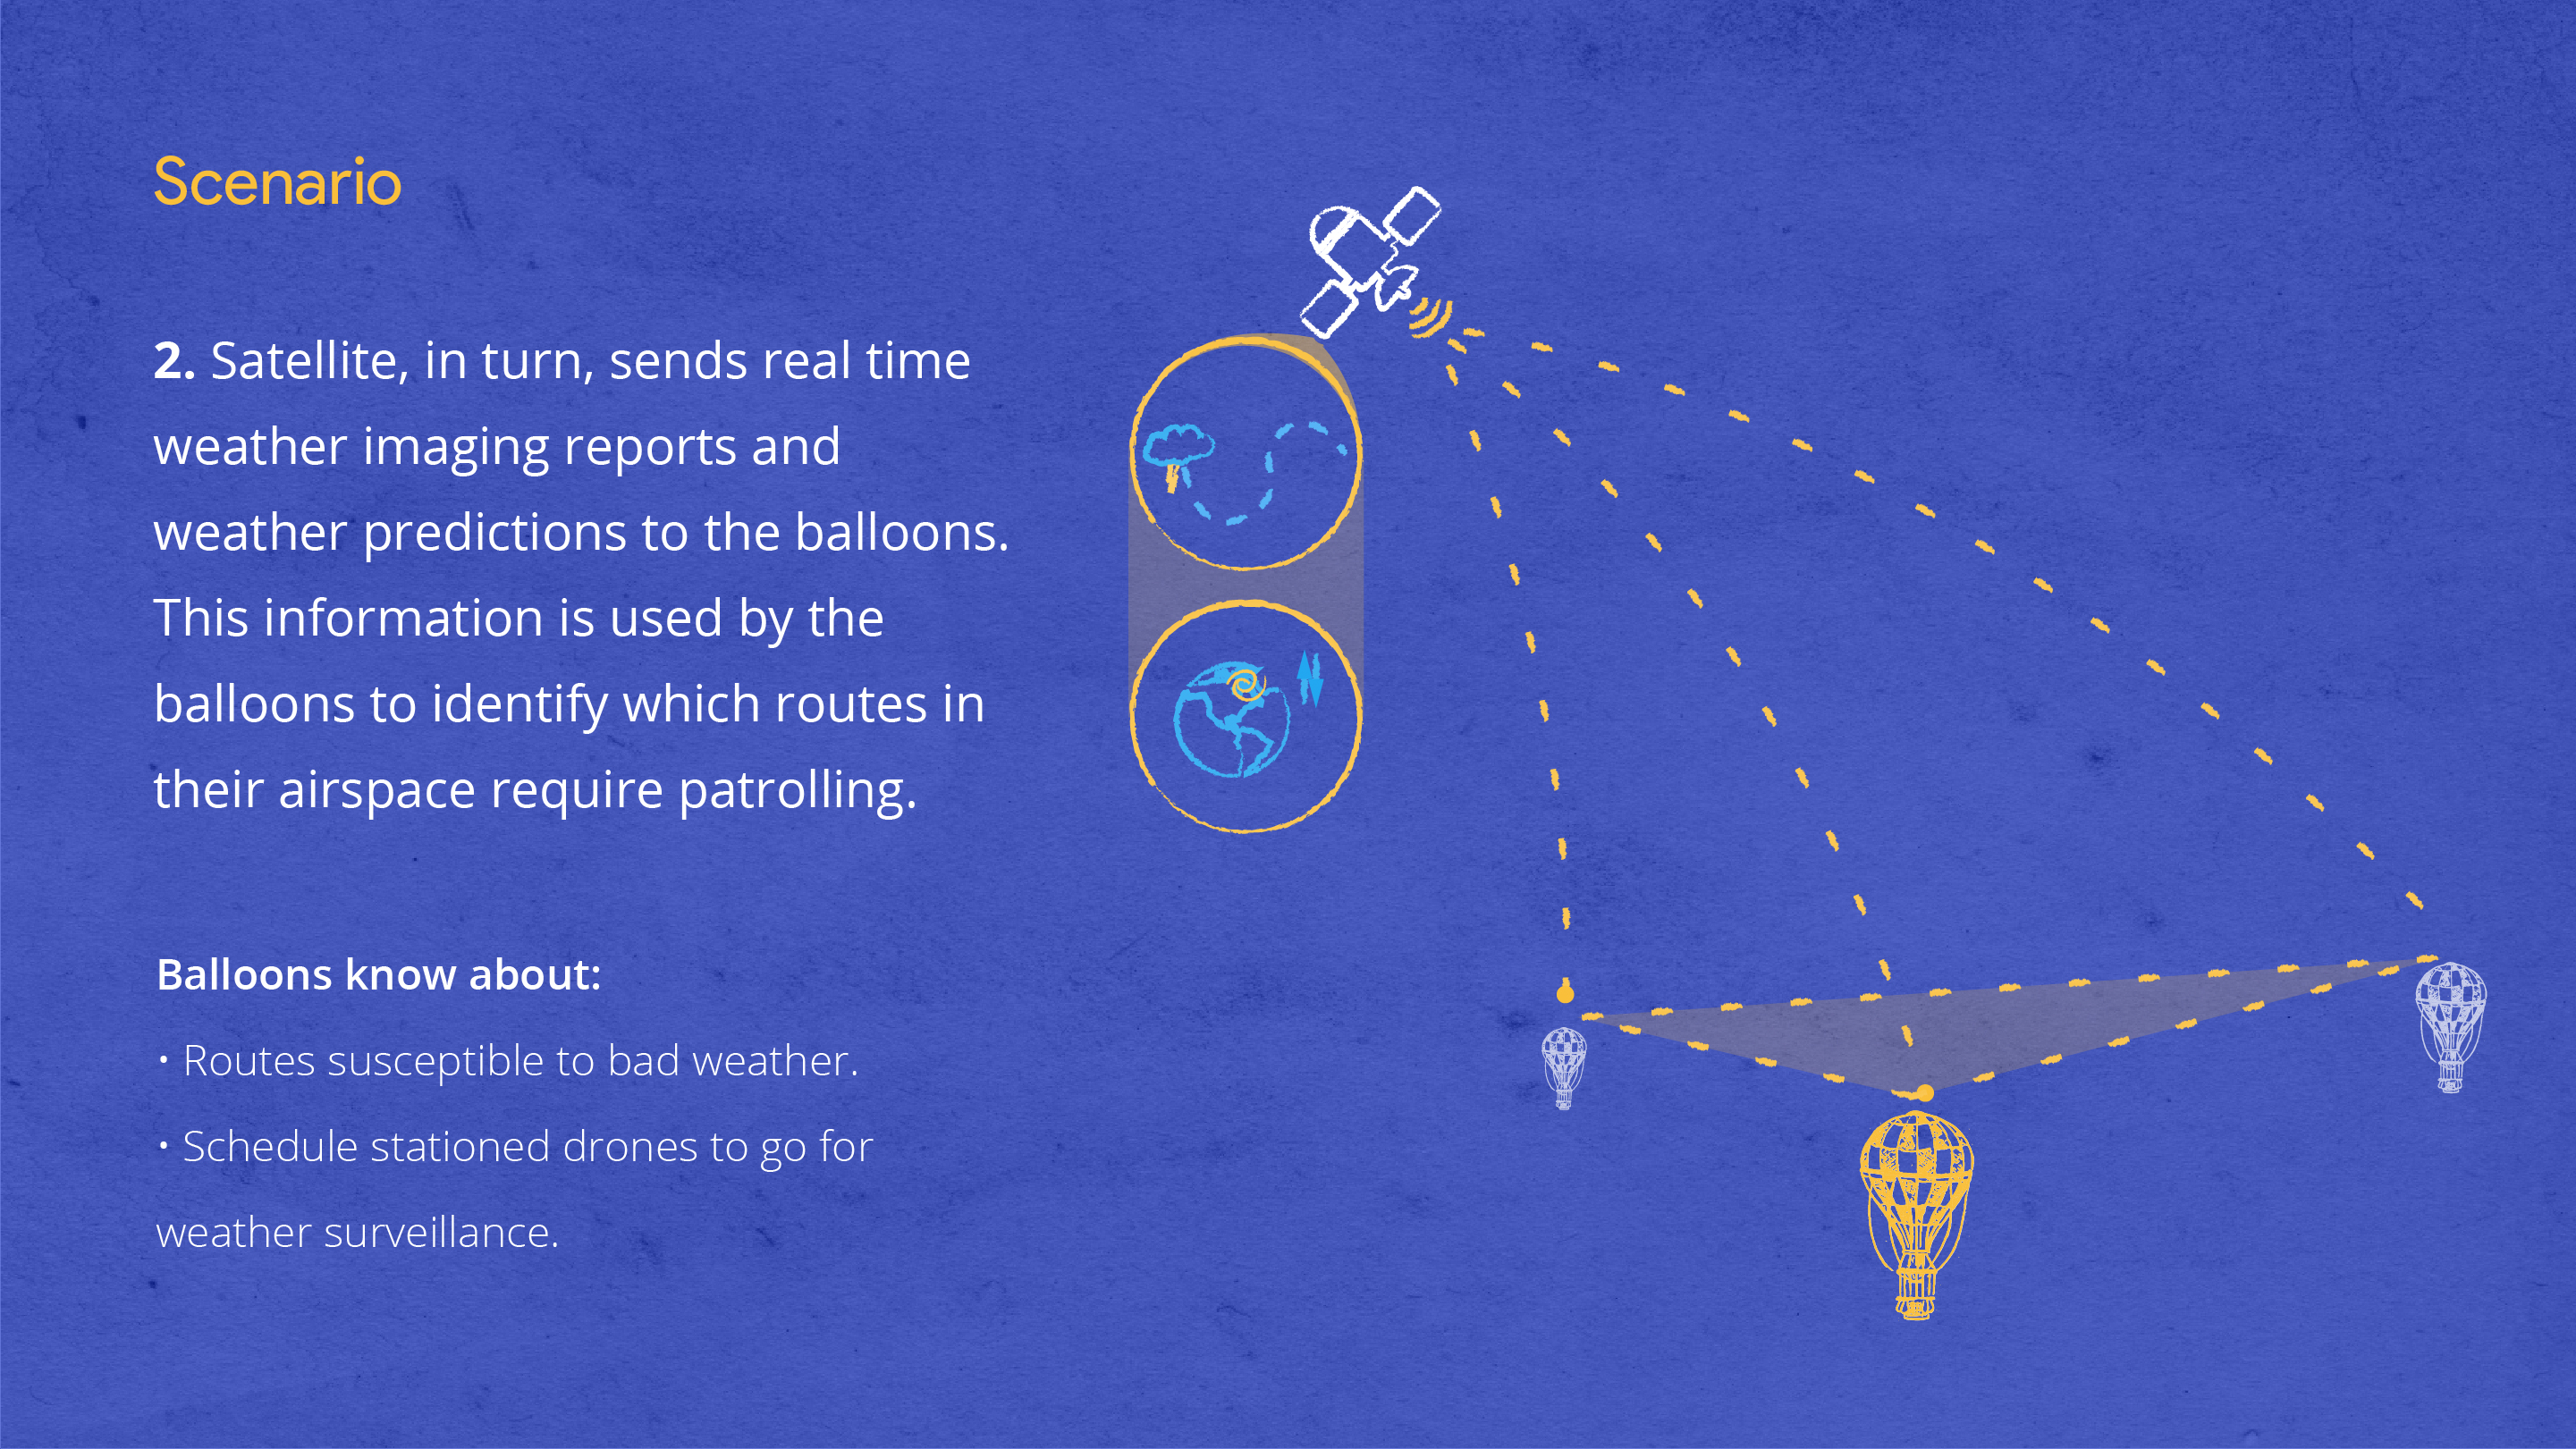 Scenario
2. Satellite, in turn, sends real time
weather imaging reports and
weather predictions to the balloons.
This information is used by the
balloons to identify which routes in
their airspace require patrolling.
Balloons know about:
• Routes susceptible to bad weather.
• Schedule stationed drones to go for
weather surveillance.